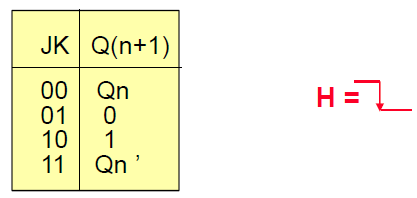 JK Q(n+1)
00 Qn
01 0
10 1
11 Qn ’
H =